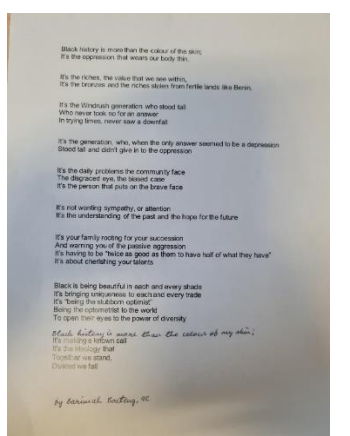 Black history is more than the colour of the skin;
It's the oppression that wears our body thin.
It's the riches, the value that we see within,
It's the bronzes and the riches stolen from fertile lands like Benin.
It's the Windrush generation who stood tall
Who never took no for an answer
In trying times, never saw a downfall
It's the generation, who, when the only answer seemed to be a depression
Stood tall and didn't give in to the oppression
It's the daily problems the community face
The disgraced eye, the biased case
It's the person that puts on the brave face
It's not wanting sympathy, or attention
It's the understanding of the past and the hope for the future
It's your family rooting for your succession
And warning you of the passive aggression
It's having to be "twice as good as them to have half of what they have"
It's about cherishing your talents
Black is being beautiful in each and every shade
It's bringing uniqueness to each and every trade
It's "being the stubborn optimist"
Being the optometrist to the world
To open their eyes to the power of diversity
Black history is more than the colour of my skin:
It's making a known call
It's the ideology that
Together we stand,
Divided we fall
by